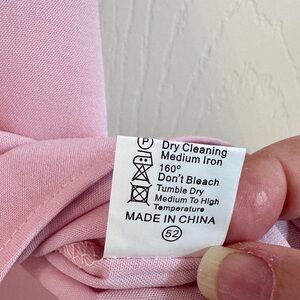 P Dry Cleaning
Medium Iron
160°
Don't Bleach
Tumble Dry
Medium To High
Temperature
MADE IN CHINA
52